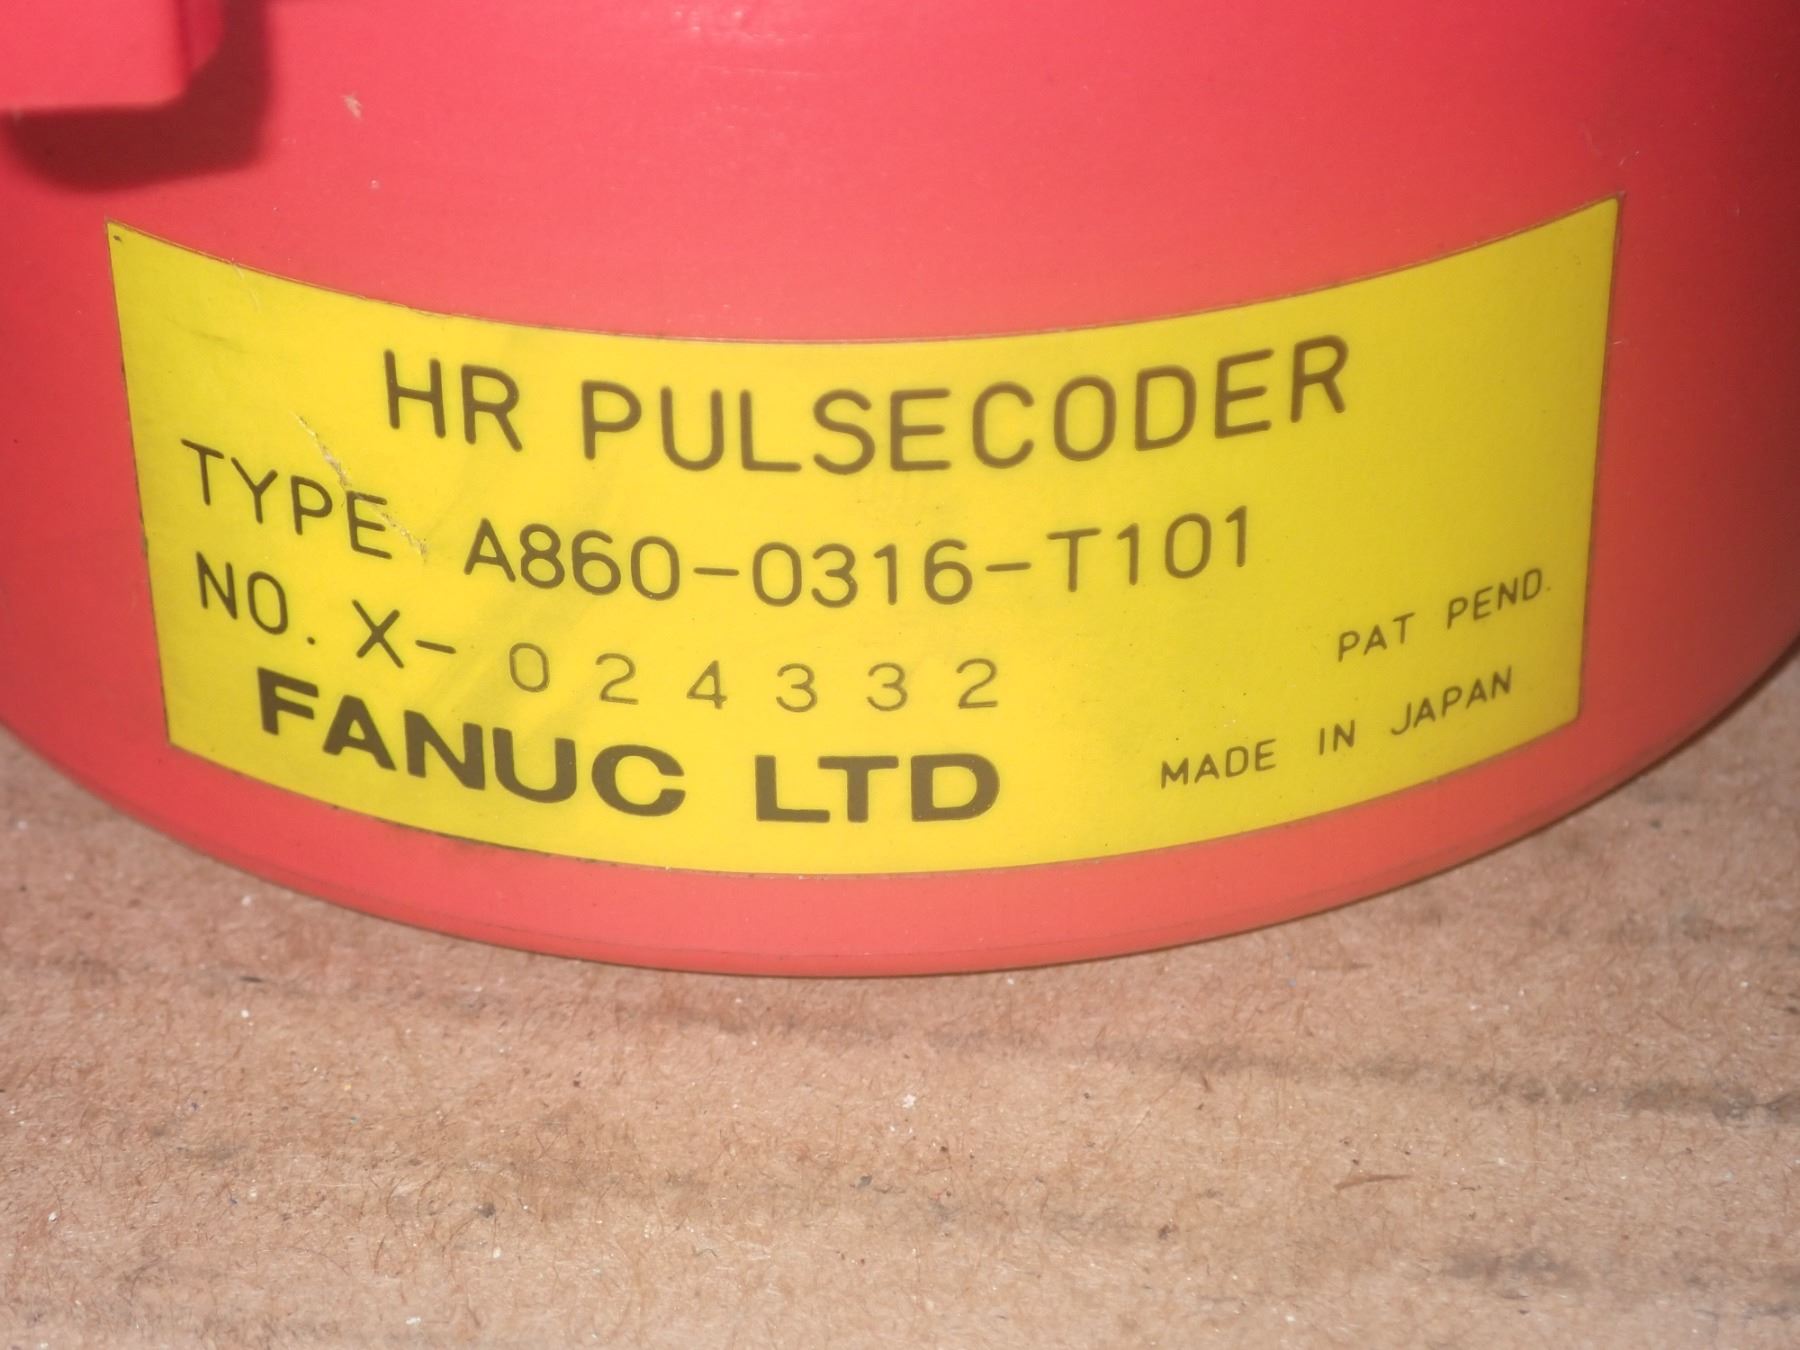 HR PULSECODER
TYPE A860-0316-T101
NO. X- 024332
PAT PEND.
FANUC LTD
MADE IN JAPAN